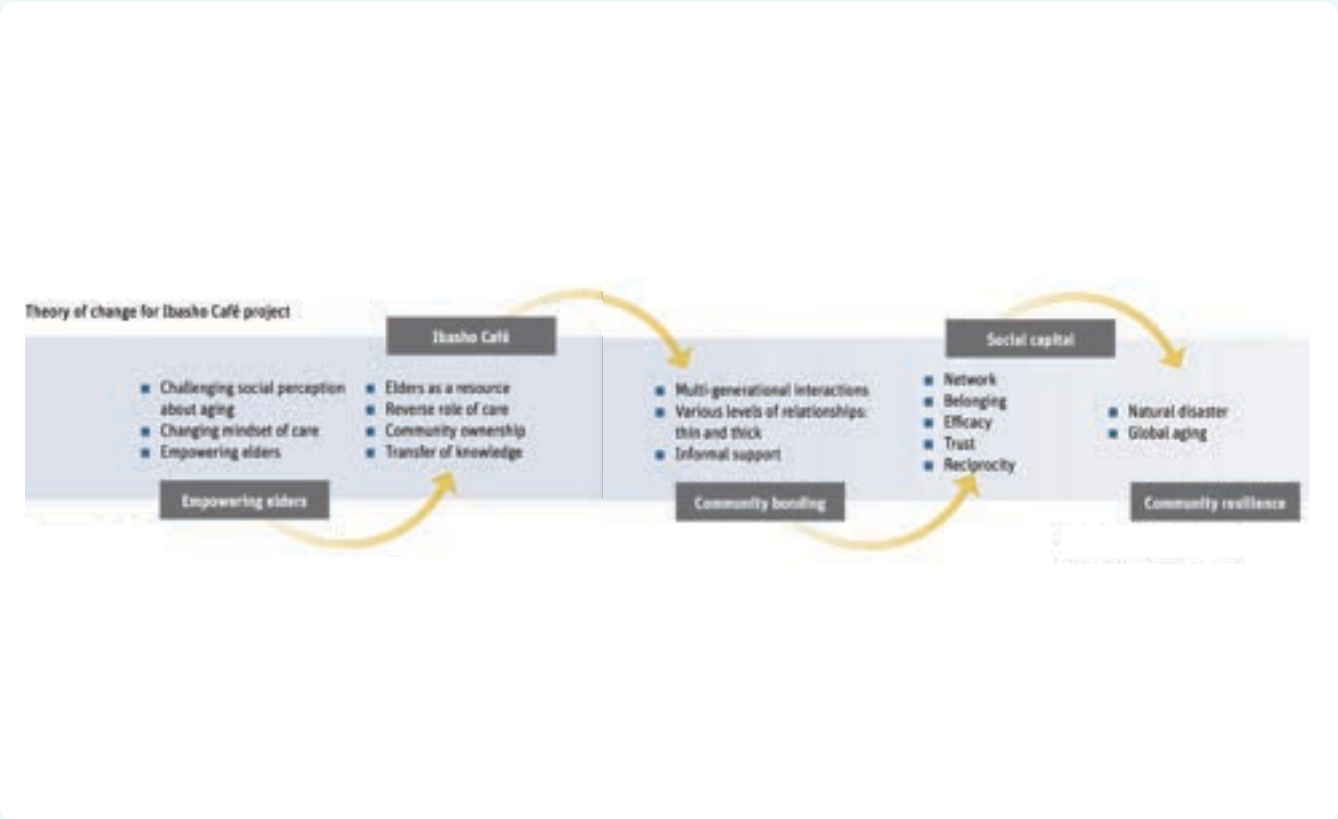 Theory of change for Ibasho Café project
Ibasho Café
Social capital
Challenging social perception
about aging
Changing mindset of care
Empowering elders
Elders as a resource
Reverse role of care
Community ownership
Transfer of knowledge
Multi-generational interactions
Various levels of relationships:
thin and thick
Informal support
Network
Belonging
Efficacy
Trust
Reciprocity
Natural disaster
Global aging
Empowering elders
Community bonding
Community resilience